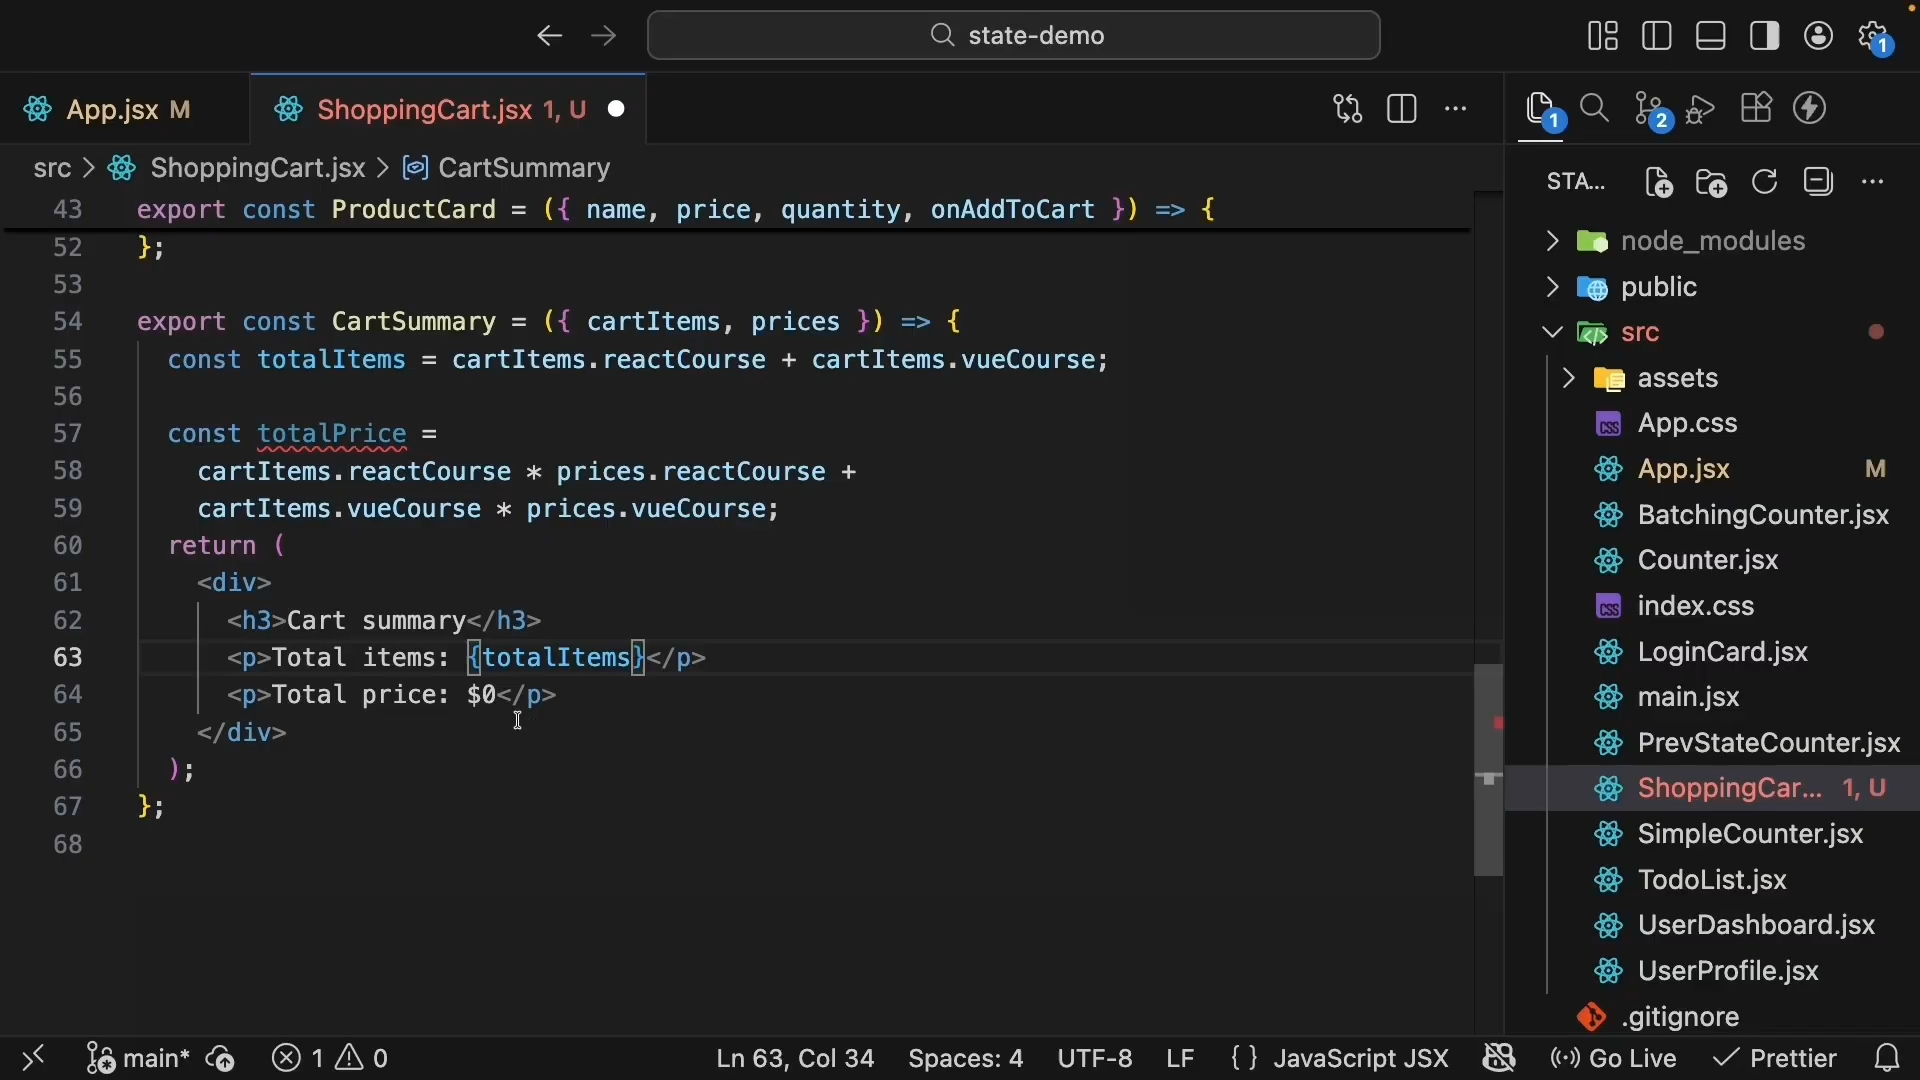 state-demo
1
App.jsx M
ShoppingCart.jsx 1, U
1
2
src > ShoppingCart.jsx > CartSummary
STA...
43 export const ProductCard = ({ name, price, quantity, onAddToCart }) => {
52 };
53
54 export const CartSummary = ({ cartItems, prices }) => {
55 const totalItems = cartItems.reactCourse + cartItems.vueCourse;
56
57 const totalPrice =
58 cartItems.reactCourse * prices.reactCourse +
59 cartItems.vueCourse * prices.vueCourse;
60 return (
61 <div>
62 <h3>Cart summary</h3>
63 <p>Total items: {totalItems}</p>
64 <p>Total price: $0</p>
65 </div>
66 );
67 };
68
node_modules
public
src
assets
App.css
App.jsx M
BatchingCounter.jsx
Counter.jsx
index.css
LoginCard.jsx
main.jsx
PrevStateCounter.jsx
ShoppingCar... 1, U
SimpleCounter.jsx
TodoList.jsx
UserDashboard.jsx
UserProfile.jsx
.gitignore
main* 1 0 Ln 63, Col 34 Spaces: 4 UTF-8 LF { } JavaScript JSX Go Live Prettier